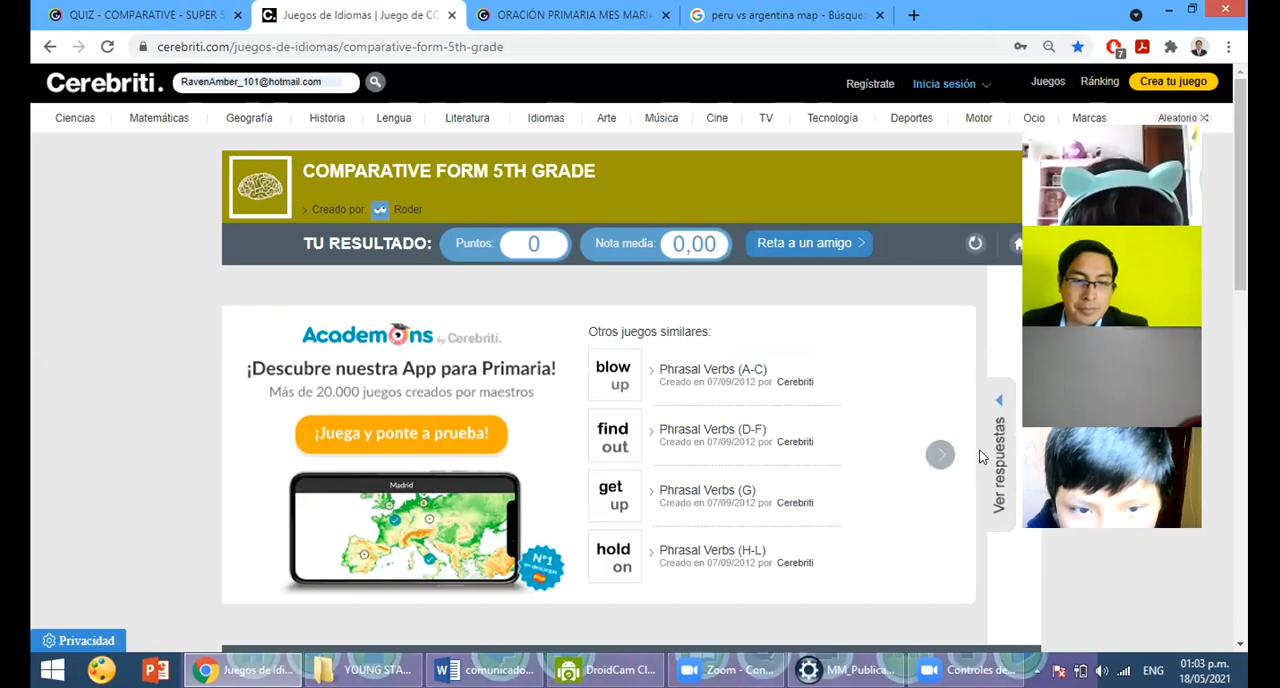 QUIZ - COMPARATIVE - SUPER S
Juegos de Idiomas | Juego de CO
ORACIÓN PRIMARIA MES MARI
peru vs argentina map - Búsque
cerebriti.com/juegos-de-idiomas/comparative-form-5th-grade
7
Cerebriti.
RavenAmber_101@hotmail.com
Regístrate
Inicia sesión
Juegos
Ránking
Crea tu juego
Ciencias
Matemáticas
Geografía
Historia
Lengua
Literatura
Idiomas
Arte
Música
Cine
TV
Tecnología
Deportes
Motor
Ocio
Marcas
Aleatorio
COMPARATIVE FORM 5TH GRADE
Creado por: Roder
TU RESULTADO:
Puntos: 0
Nota media: 0,00
Reta a un amigo
Academons by Cerebriti.
¡Descubre nuestra App para Primaria!
Más de 20.000 juegos creados por maestros
¡Juega y ponte a prueba!
Madrid
Nº1
en descargas
Otros juegos similares:
blow
up
Phrasal Verbs (A-C)
Creado en 07/09/2012 por Cerebriti
find
out
Phrasal Verbs (D-F)
Creado en 07/09/2012 por Cerebriti
get
up
Phrasal Verbs (G)
Creado en 07/09/2012 por Cerebriti
hold
on
Phrasal Verbs (H-L)
Creado en 07/09/2012 por Cerebriti
Ver respuestas
Privacidad
Juegos de Idi...
YOUNG STA...
comunicado...
DroidCam Cl...
Zoom - Con...
MM_Publica...
Controles de...
ENG
01:03 p.m.
18/05/2021